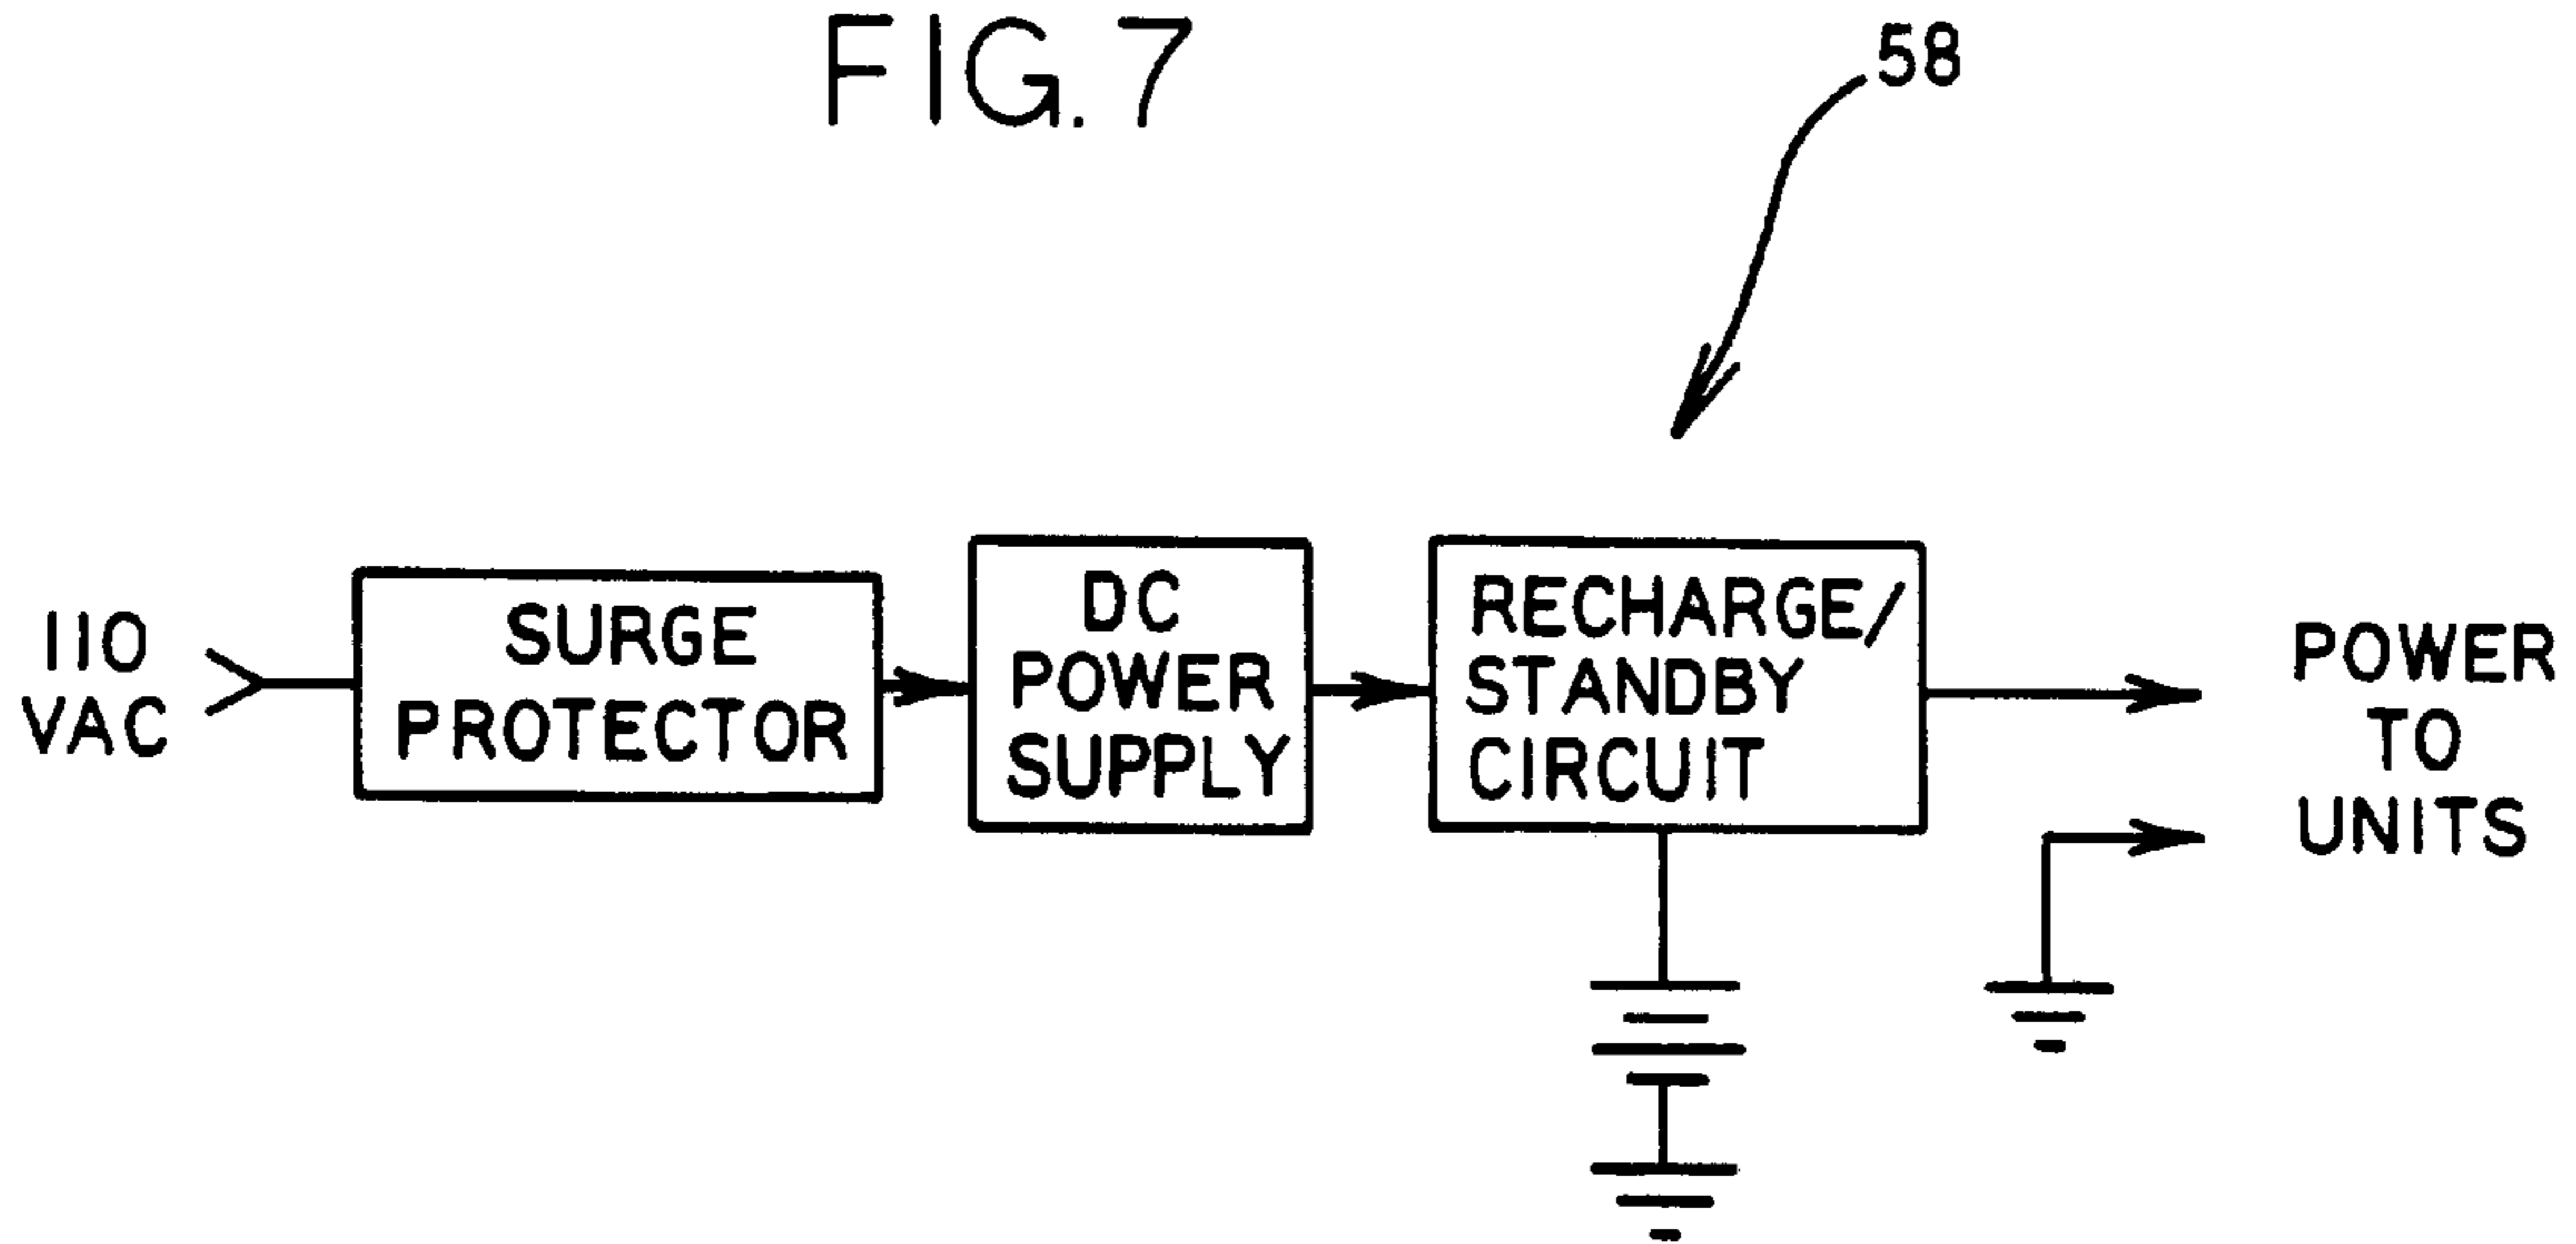 FIG. 7
58
110
VAC
SURGE
PROTECTOR
DC
POWER
SUPPLY
RECHARGE/
STANDBY
CIRCUIT
POWER
TO
UNITS